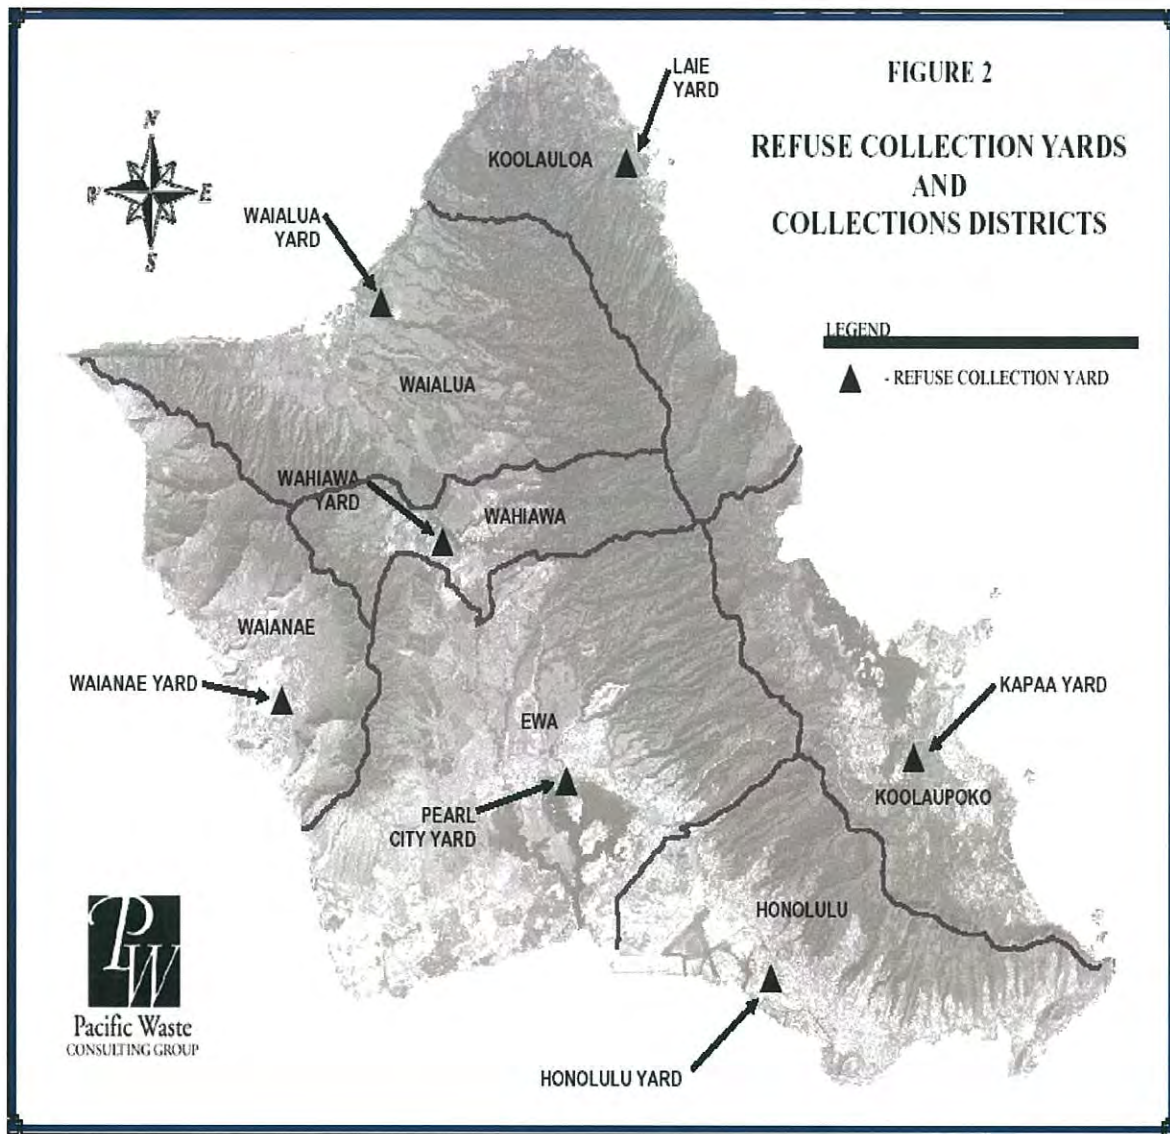 FIGURE 2
REFUSE COLLECTION YARDS
AND
COLLECTIONS DISTRICTS
N
W
E
S
LEGEND
- REFUSE COLLECTION YARD
LAIE
YARD
KOOLAULOA
WAIALUA
YARD
WAIALUA
WAHIAWA
YARD
WAHIAWA
WAIANAE
WAIANAE YARD
EWA
KAPAA YARD
KOOLAUPOKO
PEARL
CITY YARD
HONOLULU
HONOLULU YARD
PW
Pacific Waste
CONSULTING GROUP